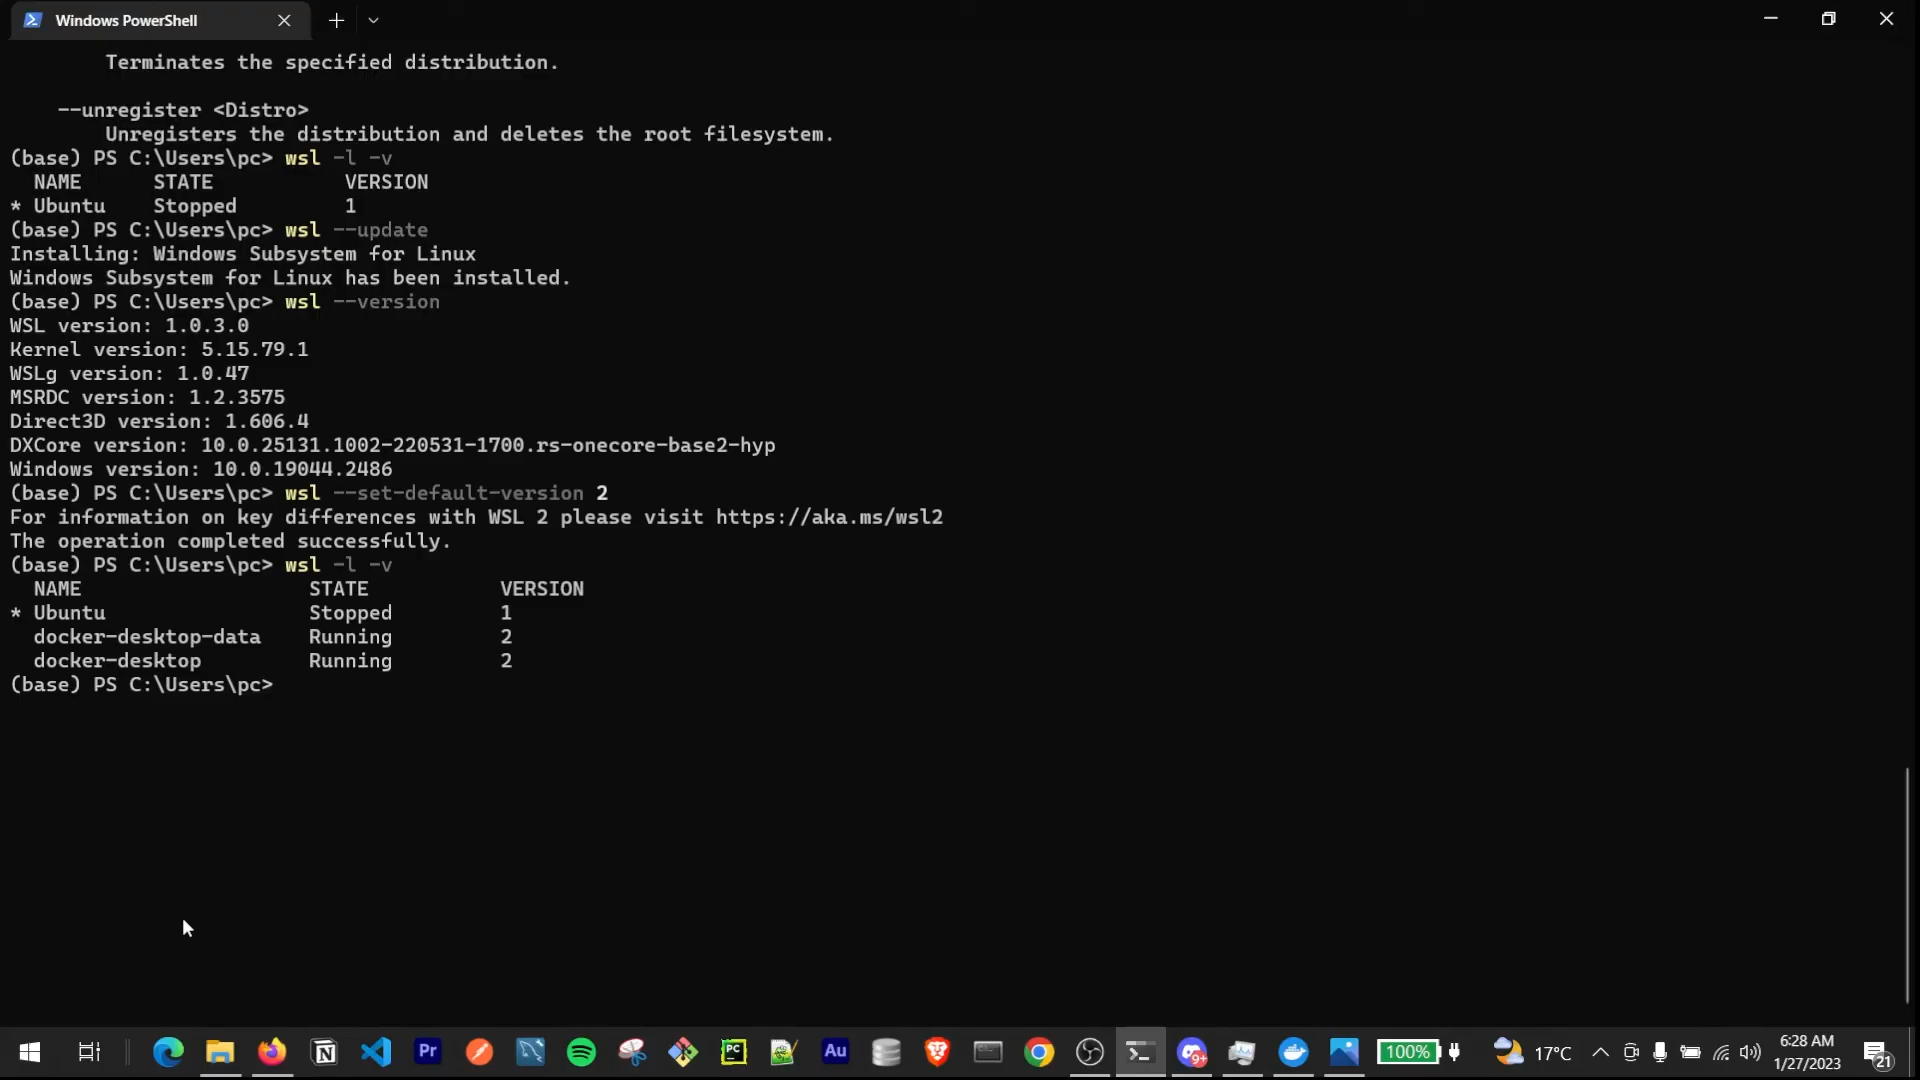 Windows PowerShell
Terminates the specified distribution.
--unregister <Distro>
Unregisters the distribution and deletes the root filesystem.
(base) PS C:\Users\pc> wsl -l -v
NAME STATE VERSION
* Ubuntu Stopped 1
(base) PS C:\Users\pc> wsl --update
Installing: Windows Subsystem for Linux
Windows Subsystem for Linux has been installed.
(base) PS C:\Users\pc> wsl --version
WSL version: 1.0.3.0
Kernel version: 5.15.79.1
WSLg version: 1.0.47
MSRDC version: 1.2.3575
Direct3D version: 1.606.4
DXCore version: 10.0.25131.1002-220531-1700.rs-onecore-base2-hyp
Windows version: 10.0.19044.2486
(base) PS C:\Users\pc> wsl --set-default-version 2
For information on key differences with WSL 2 please visit https://aka.ms/wsl2
The operation completed successfully.
(base) PS C:\Users\pc> wsl -l -v
NAME STATE VERSION
* Ubuntu Stopped 1
docker-desktop-data Running 2
docker-desktop Running 2
(base) PS C:\Users\pc>
N Pr PC Au 9+ 100% 17°C 6:28 AM 21
1/27/2023